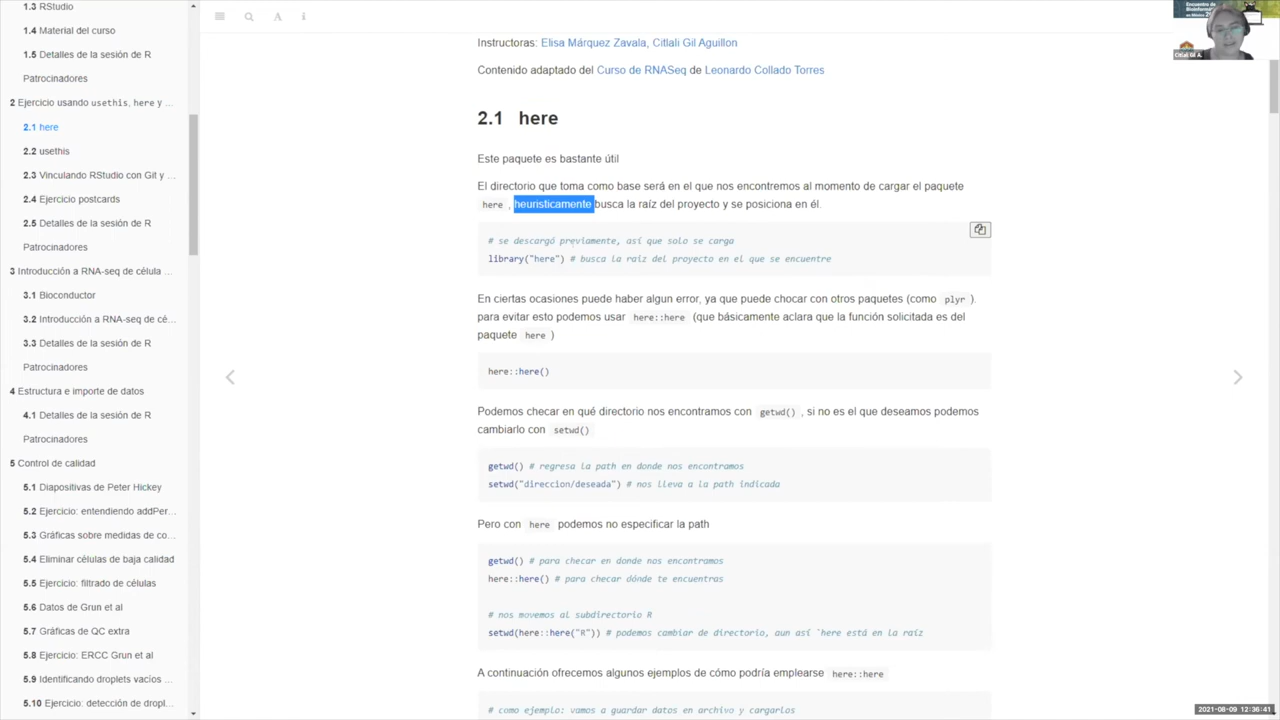 1.3 RStudio
1.4 Material del curso
1.5 Detalles de la sesión de R
Patrocinadores
2 Ejercicio usando usethis, here y ...
2.1 here
2.2 usethis
2.3 Vinculando RStudio con Git y ...
2.4 Ejercicio postcards
2.5 Detalles de la sesión de R
Patrocinadores
3 Introducción a RNA-seq de célula ...
3.1 Bioconductor
3.2 Introducción a RNA-seq de cé...
3.3 Detalles de la sesión de R
Patrocinadores
4 Estructura e importe de datos
4.1 Detalles de la sesión de R
Patrocinadores
5 Control de calidad
5.1 Diapositivas de Peter Hickey
5.2 Ejercicio: entendiendo addPer...
5.3 Gráficas sobre medidas de co...
5.4 Eliminar células de baja calidad
5.5 Ejercicio: filtrado de células
5.6 Datos de Grun et al
5.7 Gráficas de QC extra
5.8 Ejercicio: ERCC Grun et al
5.9 Identificando droplets vacíos ...
5.10 Ejercicio: detección de dropl...
A i
Instructoras: Elisa Márquez Zavala, Citlali Gil Aguillon
Contenido adaptado del Curso de RNASeq de Leonardo Collado Torres
2.1 here
Este paquete es bastante útil
El directorio que toma como base será en el que nos encontremos al momento de cargar el paquete
here , heuristicamente busca la raíz del proyecto y se posiciona en él.
# se descargó previamente, así que solo se carga
library("here") # busca la raíz del proyecto en el que se encuentre
En ciertas ocasiones puede haber algun error, ya que puede chocar con otros paquetes (como plyr ).
para evitar esto podemos usar here::here (que básicamente aclara que la función solicitada es del
paquete here )
here::here()
Podemos checar en qué directorio nos encontramos con getwd() , si no es el que deseamos podemos
cambiarlo con setwd()
getwd() # regresa la path en donde nos encontramos
setwd("direccion/deseada") # nos lleva a la path indicada
Pero con here podemos no especificar la path
getwd() # para checar en donde nos encontramos
here::here() # para checar dónde te encuentras
# nos movemos al subdirectorio R
setwd(here::here("R")) # podemos cambiar de directorio, aun así `here está en la raíz
A continuación ofrecemos algunos ejemplos de cómo podría emplearse here::here
# como ejemplo: vamos a guardar datos en archivo y cargarlos
Encuentro de
Bioinformática
en México
Citlali Gil A.
2021-08-09 12:36:41